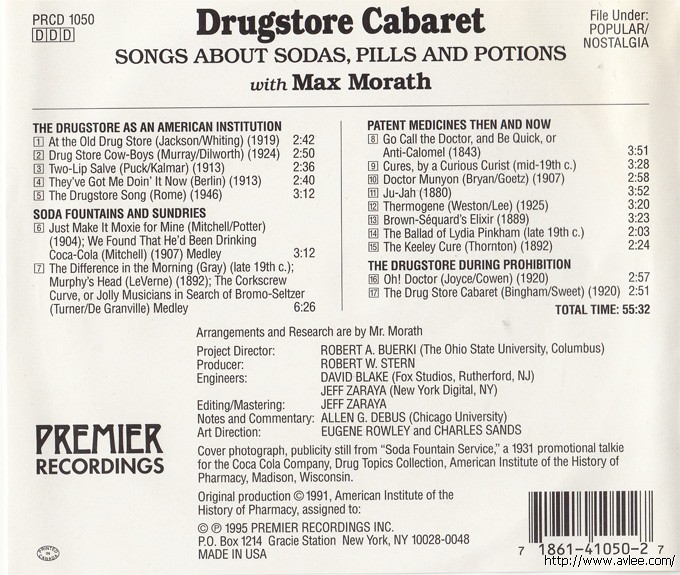 PRCD 1050
DDD
Drugstore Cabaret
SONGS ABOUT SODAS, PILLS AND POTIONS
with Max Morath
File Under:
POPULAR/
NOSTALGIA
THE DRUGSTORE AS AN AMERICAN INSTITUTION
1 At the Old Drug Store (Jackson/Whiting) (1919) 2:42
2 Drug Store Cow-Boys (Murray/Dilworth) (1924) 2:50
3 Two-Lip Salve (Puck/Kalmar) (1913) 2:36
4 They've Got Me Doin' It Now (Berlin) (1913) 2:40
5 The Drugstore Song (Rome) (1946) 3:12
SODA FOUNTAINS AND SUNDRIES
6 Just Make It Moxie for Mine (Mitchell/Potter)
(1904); We Found That He'd Been Drinking
Coca-Cola (Mitchell) (1907) Medley 3:12
7 The Difference in the Morning (Gray) (late 19th c.);
Murphy's Head (LeVerne) (1892); The Corkscrew
Curve, or Jolly Musicians in Search of Bromo-Seltzer
(Turner/De Granville) Medley 6:26
PATENT MEDICINES THEN AND NOW
8 Go Call the Doctor, and Be Quick, or
Anti-Calomel (1843) 3:51
9 Cures, by a Curious Curist (mid-19th c.) 3:28
10 Doctor Munyon (Bryan/Goetz) (1907) 2:58
11 Ju-Jah (1880) 3:52
12 Thermogene (Weston/Lee) (1925) 3:20
13 Brown-Séquard's Elixir (1889) 3:23
14 The Ballad of Lydia Pinkham (late 19th c.) 2:03
15 The Keeley Cure (Thornton) (1892) 2:24
THE DRUGSTORE DURING PROHIBITION
16 Oh! Doctor (Joyce/Cowen) (1920) 2:57
17 The Drug Store Cabaret (Bingham/Sweet) (1920) 2:51
TOTAL TIME: 55:32
Arrangements and Research are by Mr. Morath
Project Director: ROBERT A. BUERKI (The Ohio State University, Columbus)
Producer: ROBERT W. STERN
Engineers: DAVID BLAKE (Fox Studios, Rutherford, NJ)
JEFF ZARAYA (New York Digital, NY)
Editing/Mastering: JEFF ZARAYA
Notes and Commentary: ALLEN G. DEBUS (Chicago University)
Art Direction: EUGENE ROWLEY and CHARLES SANDS
Cover photograph, publicity still from "Soda Fountain Service," a 1931 promotional talkie
for the Coca Cola Company, Drug Topics Collection, American Institute of the History of
Pharmacy, Madison, Wisconsin.
Original production © 1991, American Institute of the
History of Pharmacy, assigned to:
© ℗ 1995 PREMIER RECORDINGS INC.
P.O. Box 1214 Gracie Station New York, NY 10028-0048
MADE IN USA
PREMIER
RECORDINGS
PRINTED
IN
CANADA
7 71861-41050-2 7
http://www.avlee.com/